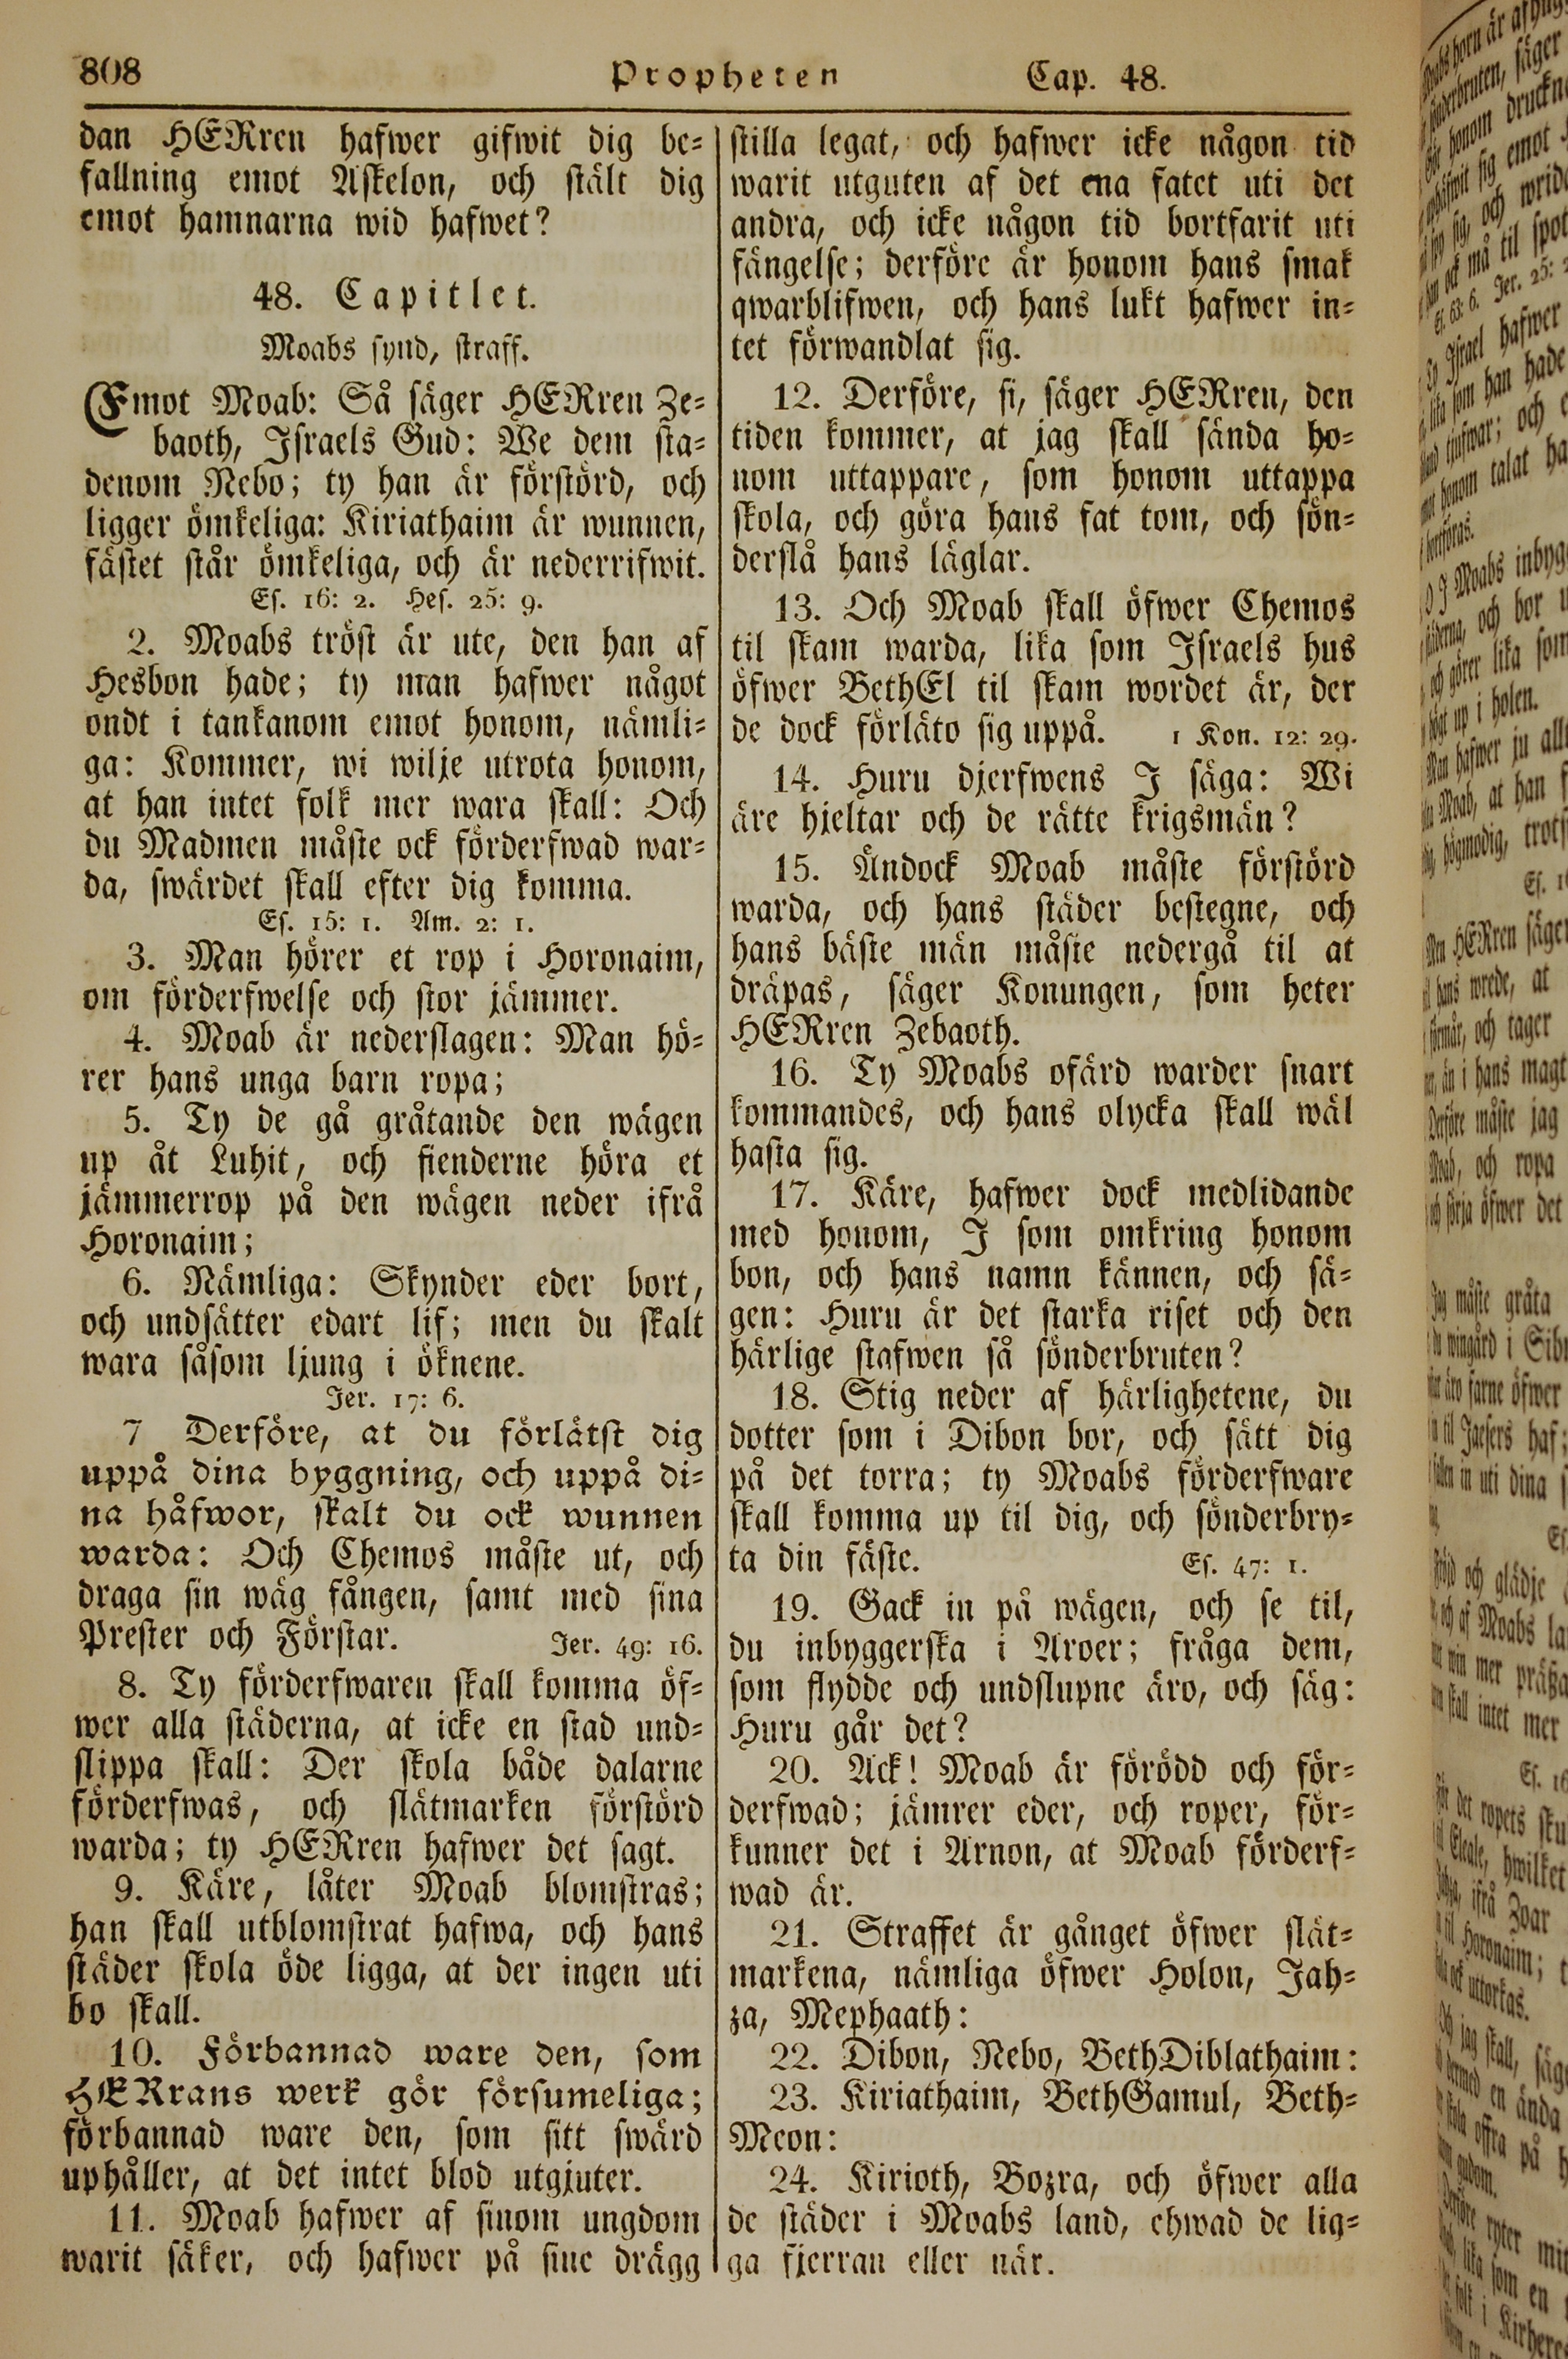 808 Propheten Cap. 48.
dan HERren hafwer gifwit dig be=
fallning emot Askelon, och stält dig
emot hamnarna wid hafwet?
48. Capitlet.
Moabs synd, straff.
Emot Moab: Så säger HERren Ze=
baoth, Israels Gud: We dem sta=
denom Nebo; ty han är förstörd, och
ligger ömkeliga: Kiriathaim är wunnen,
fästet står ömkeliga, och är nederrifwit.
Es. 16: 2. Hes. 25: 9.
2. Moabs tröst är ute, den han af
Hesbon hade; ty man hafwer något
ondt i tankanom emot honom, nämli=
ga: Kommer, wi wilje utrota honom,
at han intet folk mer wara skall: Och
du Madmen måste ock förderfwad war=
da, swärdet skall efter dig komma.
Es. 15: 1. Am. 2: 1.
3. Man hörer et rop i Horonaim,
om förderfwelse och stor jämmer.
4. Moab är nederslagen: Man hö=
rer hans unga barn ropa;
5. Ty de gå gråtande den wägen
up åt Luhit, och fienderne höra et
jämmerrop på den wägen neder ifrå
Horonaim;
6. Nämliga: Skynder eder bort,
och undsätter edart lif; men du skalt
wara såsom ljung i öknene.
Jer. 17: 6.
7 Derföre, at du förlätst dig
uppå dina byggning, och uppå di=
na håfwor, skalt du ock wunnen
warda: Och Chemos måste ut, och
draga sin wäg fången, samt med sina
Prester och Förstar. Jer. 49: 16.
8. Ty förderfwaren skall komma öf=
wer alla städerna, at icke en stad und=
slippa skall: Der skola både dalarne
förderfwas, och slätmarken förstörd
warda; ty HERren hafwer det sagt.
9. Käre, låter Moab blomstras;
han skall utblomstrat hafwa, och hans
städer skola öde ligga, at der ingen uti
bo skall.
10. Förbannad ware den, som
HERrans werk gör försumeliga;
förbannad ware den, som sitt swärd
uphåller, at det intet blod utgjuter.
11. Moab hafwer af sinom ungdom
warit säker, och hafwer på sine drägg
stilla legat, och hafwer icke någon tid
warit utguten af det ena fatet uti det
andra, och icke någon tid bortfarit uti
fängelse; derföre är honom hans smak
qwarblifwen, och hans lukt hafwer in=
tet förwandlat sig.
12. Derföre, si, säger HERren, den
tiden kommer, at jag skall sända ho=
nom uttappare, som honom uttappa
skola, och göra hans fat tom, och sön=
derslå hans läglar.
13. Och Moab skall öfwer Chemos
til skam warda, lika som Israels hus
öfwer BethEl til skam wordet är, der
de dock förläto sig uppå. 1 Kon. 12: 29.
14. Huru djerfwens I säga: Wi
äre hjeltar och de rätte krigsmän?
15. Ändock Moab måste förstörd
warda, och hans städer bestegne, och
hans bäste män måste nedergå til at
dräpas, säger Konungen, som heter
HERren Zebaoth.
16. Ty Moabs ofärd warder snart
kommandes, och hans olycka skall wäl
hasta sig.
17. Käre, hafwer dock medlidande
med honom, I som omkring honom
bon, och hans namn kännen, och sä=
gen: Huru är det starka riset och den
härlige stafwen så sönderbruten?
18. Stig neder af härlighetene, du
dotter som i Dibon bor, och sätt dig
på det torra; ty Moabs förderfware
skall komma up til dig, och sönderbry=
ta din fäste. Es. 47: 1.
19. Gack in på wägen, och se til,
du inbyggerska i Aroer; fråga dem,
som flydde och undslupne äro, och säg:
Huru går det?
20. Ack! Moab är förödd och för=
derfwad; jämrer eder, och roper, för=
kunner det i Arnon, at Moab förderf=
wad är.
21. Straffet är gånget öfwer slät=
markena, nämliga öfwer Holon, Jah=
za, Mephaath:
22. Dibon, Nebo, BethDiblathaim:
23. Kiriathaim, BethGamul, Beth=
Meon:
24. Kirioth, Bozra, och öfwer alla
de städer i Moabs land, ehwad de lig=
ga fjerran eller när.